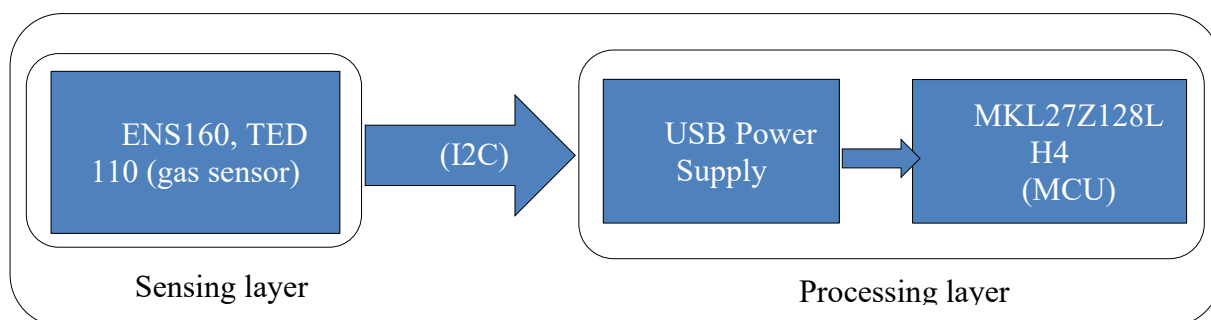 ENS160, TED
110 (gas sensor)
(I2C)
USB Power
Supply
MKL27Z128L
H4
(MCU)
Sensing layer
Processing layer